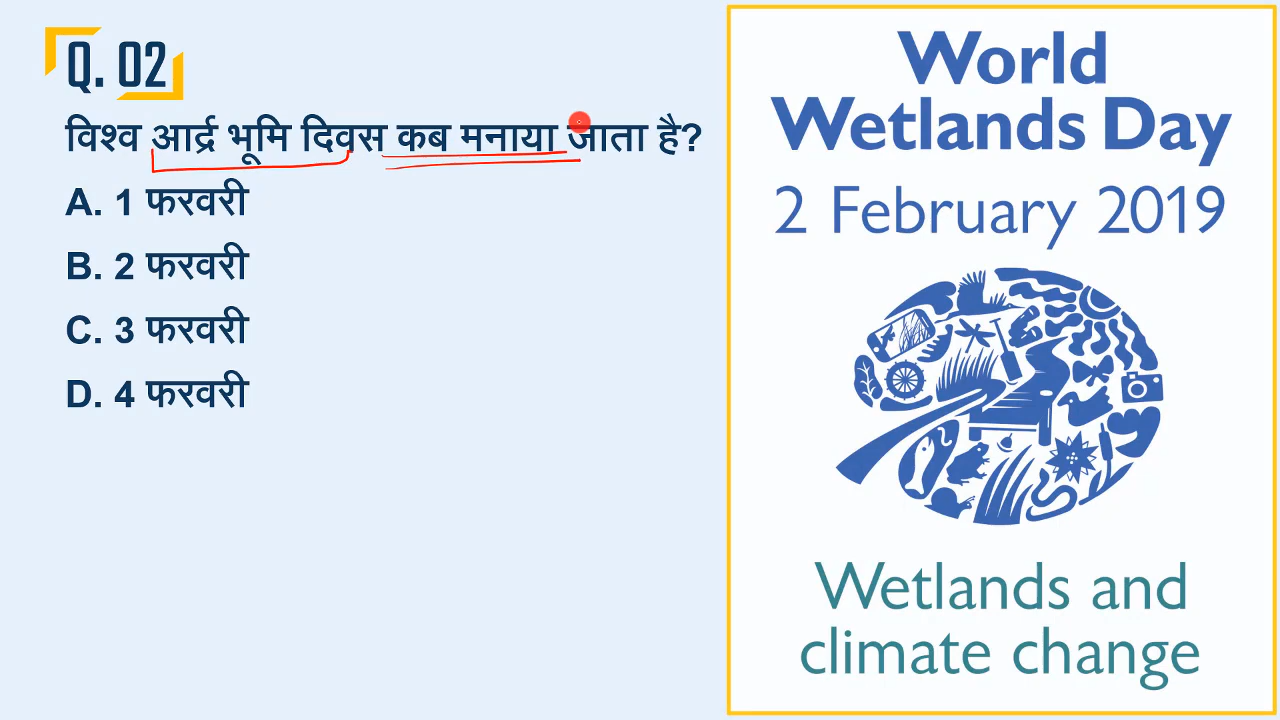 Q. 02
विश्व आर्द्र भूमि दिवस कब मनाया जाता है?
A. 1 फरवरी
B. 2 फरवरी
C. 3 फरवरी
D. 4 फरवरी
World
Wetlands Day
2 February 2019
Wetlands and
climate change